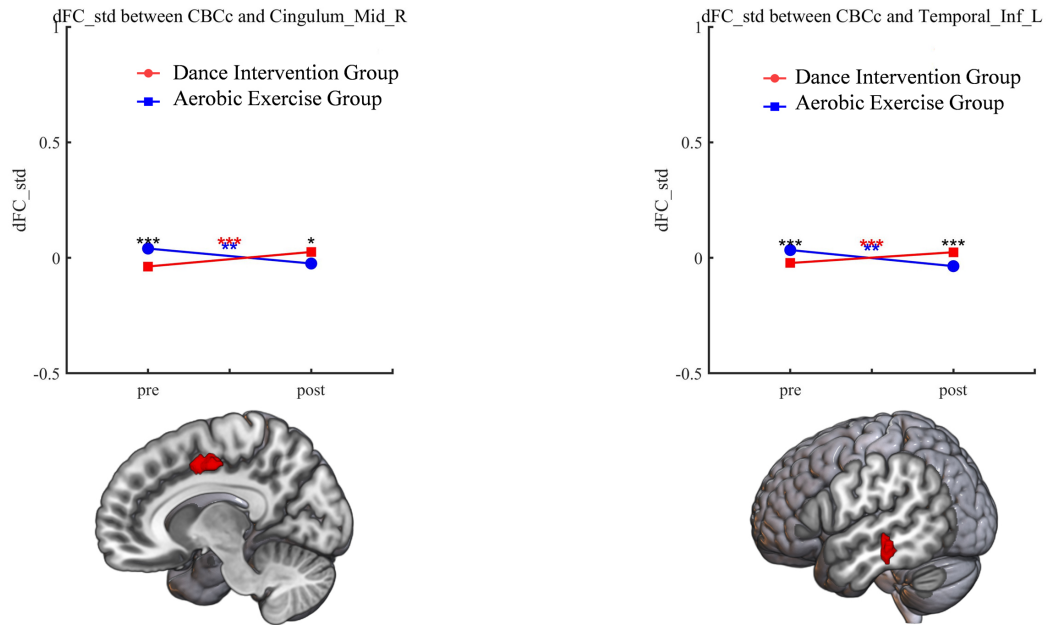 dFC_std between CBCc and Cingulum_Mid_R
1
Dance Intervention Group
Aerobic Exercise Group
0.5
dFC_std
*** *** ** *
0
-0.5
pre post
dFC_std between CBCc and Temporal_Inf_L
1
Dance Intervention Group
Aerobic Exercise Group
0.5
dFC_std
*** *** ** ***
0
-0.5
pre post